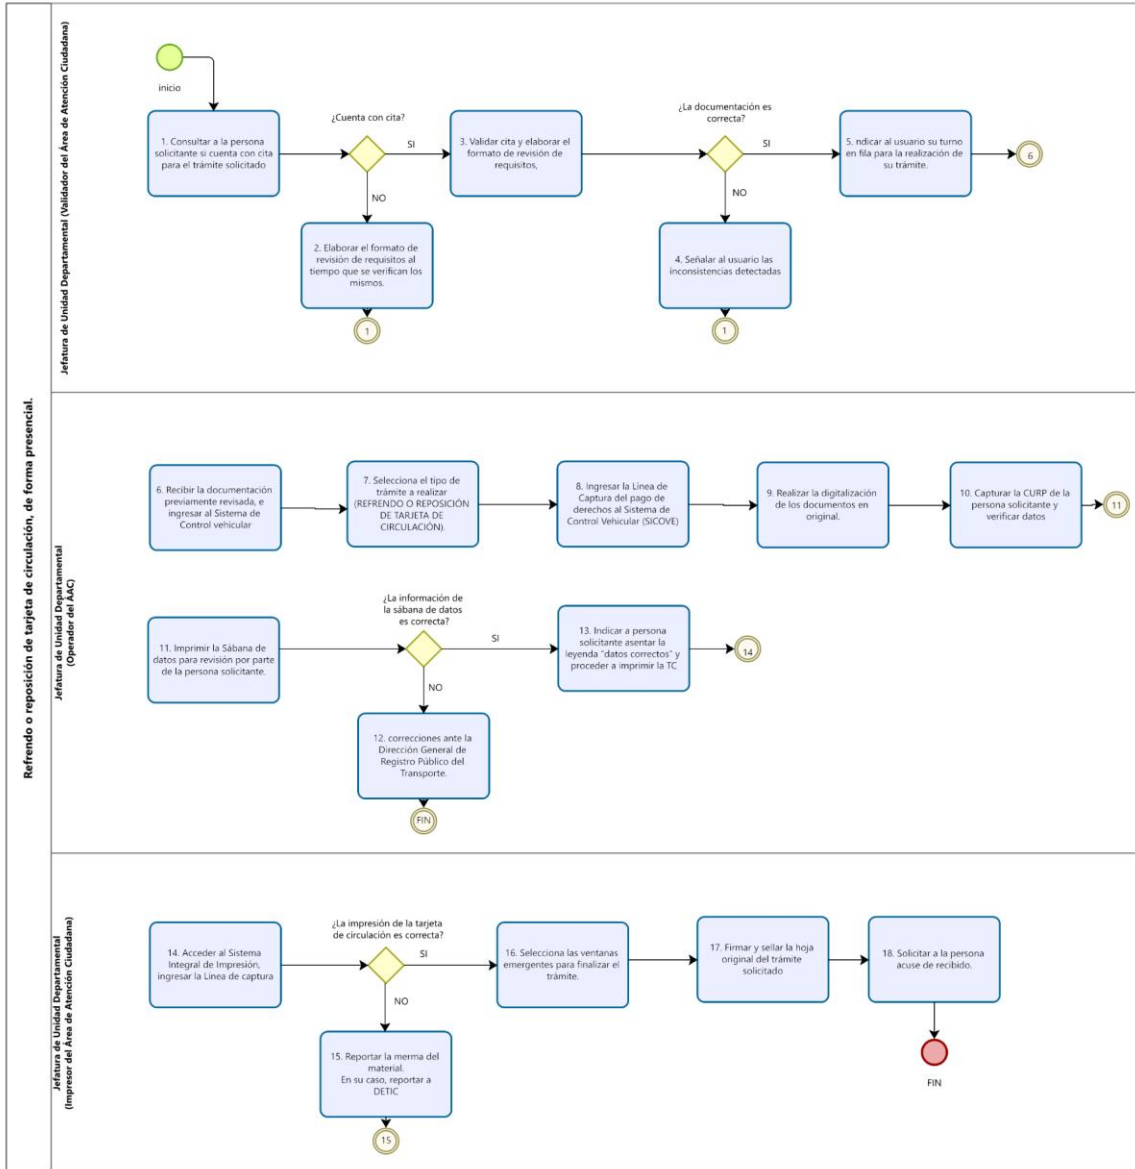 Refrendo o reposición de tarjeta de circulación, de forma presencial.
Jefatura de Unidad Departamental (Validador del Área de Atención Ciudadana)
inicio
1. Consultar a la persona
solicitante si cuenta con cita
para el trámite solicitado
¿Cuenta con cita?
SI
NO
2. Elaborar el formato de
revisión de requisitos al
tiempo que se verifican los
mismos.
1
3. Validar cita y elaborar el
formato de revisión de
requisitos,
¿La documentación es
correcta?
SI
NO
4. Señalar al usuario las
inconsistencias detectadas
1
5. ndicar al usuario su turno
en fila para la realización de
su trámite.
6
Jefatura de Unidad Departamental
(Operador del ÁAC)
6. Recibir la documentación
previamente revisada, e
ingresar al Sistema de
Control vehicular
7. Selecciona el tipo de
trámite a realizar
(REFRENDO O REPOSICIÓN
DE TARJETA DE
CIRCULACIÓN).
8. Ingresar la Linea de
Captura del pago de
derechos al Sistema de
Control Vehicular (SICOVE)
9. Realizar la digitalización
de los documentos en
original.
10. Capturar la CURP de la
persona solicitante y
verificar datos
11
11. Imprimir la Sábana de
datos para revisión por parte
de la persona solicitante.
¿La información de
la sábana de datos
es correcta?
SI
NO
12. correcciones ante la
Dirección General de
Registro Público del
Transporte.
FIN
13. Indicar a persona
solicitante asentar la
leyenda "datos correctos" y
proceder a imprimir la TC
14
Jefatura de Unidad Departamental
(Impresor del Área de Atención Ciudadana)
14. Acceder al Sistema
Integral de Impresión,
ingresar la Linea de captura
¿La impresión de la tarjeta
de circulación es correcta?
SI
NO
15. Reportar la merma del
material.
En su caso, reportar a
DETIC
15
16. Selecciona las ventanas
emergentes para finalizar el
trámite.
17. Firmar y sellar la hoja
original del trámite
solicitado
18. Solicitar a la persona
acuse de recibido.
FIN